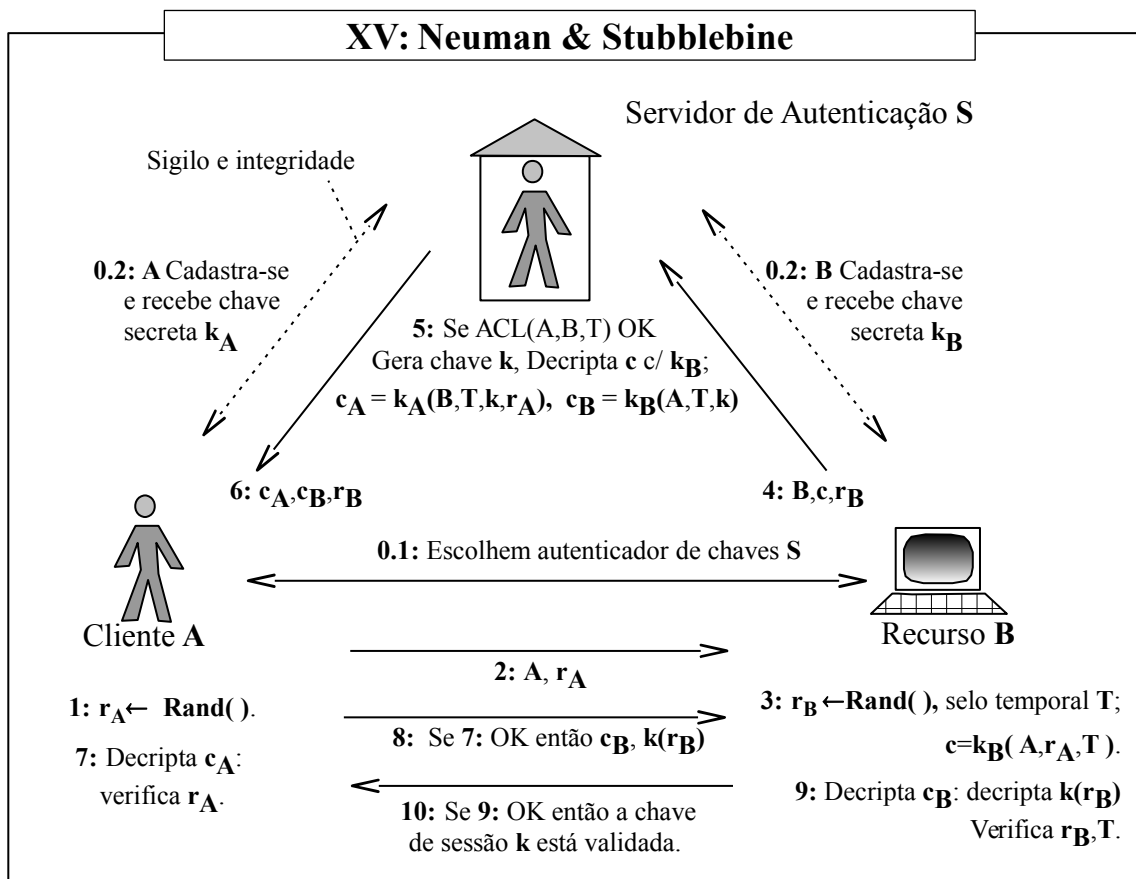 XV: Neuman & Stubblebine
Servidor de Autenticação S
Sigilo e integridade
0.2: A Cadastra-se
e recebe chave
secreta kA
0.2: B Cadastra-se
e recebe chave
secreta kB
5: Se ACL(A,B,T) OK
Gera chave k, Decripta c c/ kB;
cA = kA(B,T,k,rA), cB = kB(A,T,k)
6: cA,cB,rB
4: B,c,rB
0.1: Escolhem autenticador de chaves S
Cliente A
Recurso B
2: A, rA
1: rA← Rand( ).
3: rB←Rand( ), selo temporal T;
c=kB( A,rA,T ).
8: Se 7: OK então cB, k(rB)
7: Decripta cA:
verifica rA.
9: Decripta cB: decripta k(rB)
Verifica rB,T.
10: Se 9: OK então a chave
de sessão k está validada.